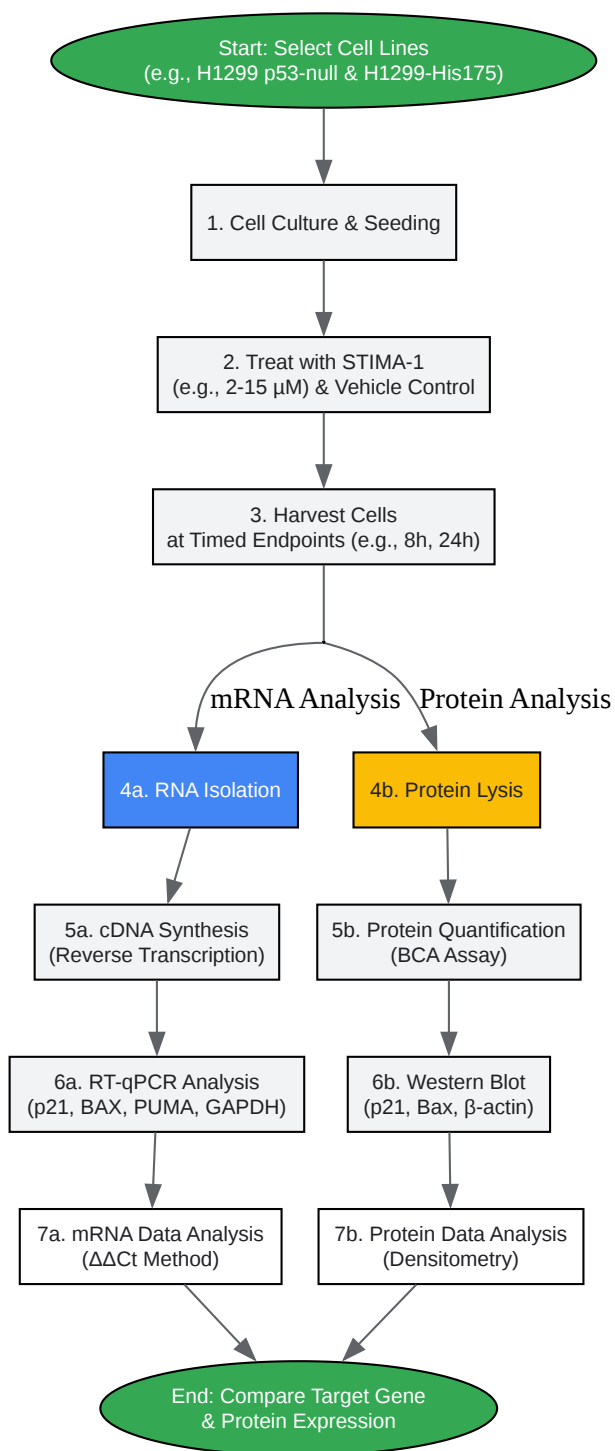 Start: Select Cell Lines
(e.g., H1299 p53-null & H1299-His175)
1. Cell Culture & Seeding
2. Treat with STIMA-1
(e.g., 2-15 µM) & Vehicle Control
3. Harvest Cells
at Timed Endpoints (e.g., 8h, 24h)
mRNA Analysis
Protein Analysis
4a. RNA Isolation
4b. Protein Lysis
5a. cDNA Synthesis
(Reverse Transcription)
5b. Protein Quantification
(BCA Assay)
6a. RT-qPCR Analysis
(p21, BAX, PUMA, GAPDH)
6b. Western Blot
(p21, Bax, β-actin)
7a. mRNA Data Analysis
(ΔΔCt Method)
7b. Protein Data Analysis
(Densitometry)
End: Compare Target Gene
& Protein Expression